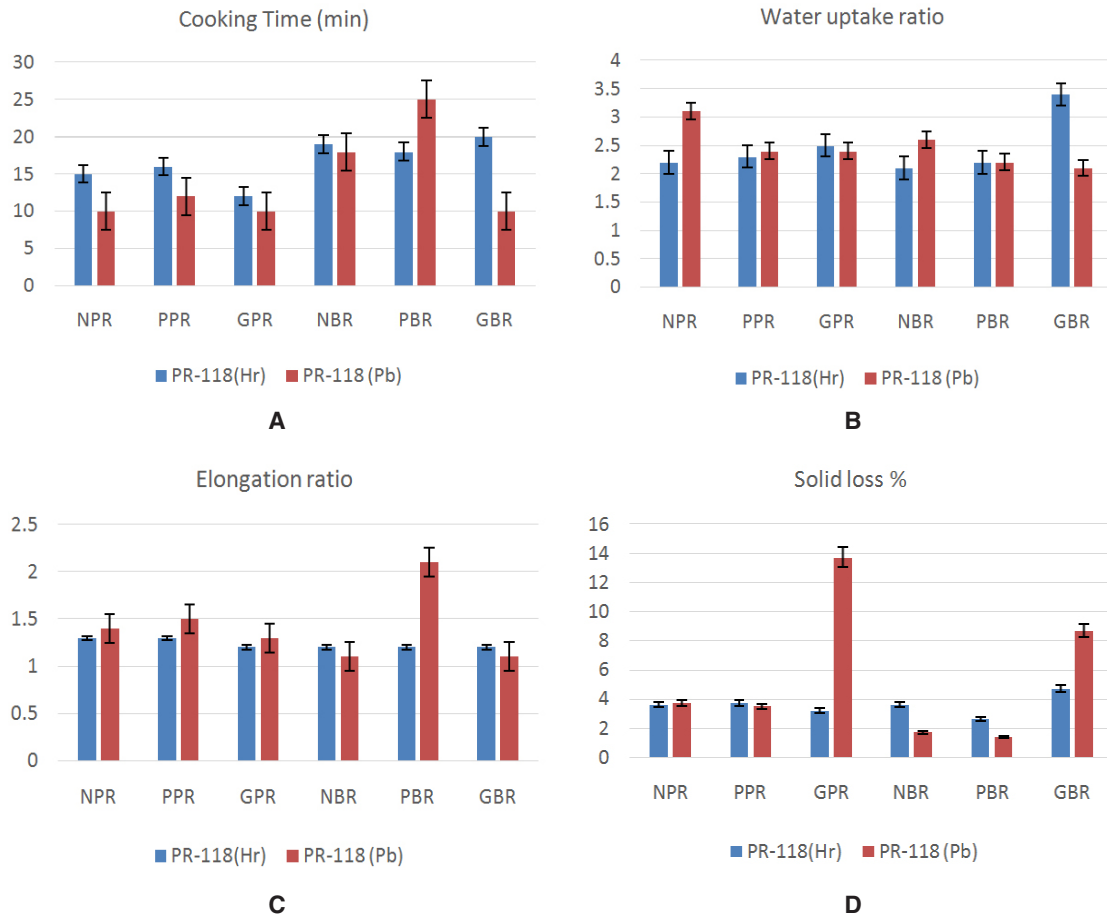 Cooking Time (min)
30
25
20
15
10
5
0
NPR PPR GPR NBR PBR GBR
PR-118(Hr) PR-118 (Pb)
A
Water uptake ratio
4
3.5
3
2.5
2
1.5
1
0.5
0
NPR PPR GPR NBR PBR GBR
PR-118(Hr) PR-118 (Pb)
B
Elongation ratio
2.5
2
1.5
1
0.5
0
NPR PPR GPR NBR PBR GBR
PR-118(Hr) PR-118 (Pb)
C
Solid loss %
16
14
12
10
8
6
4
2
0
NPR PPR GPR NBR PBR GBR
PR-118(Hr) PR-118 (Pb)
D